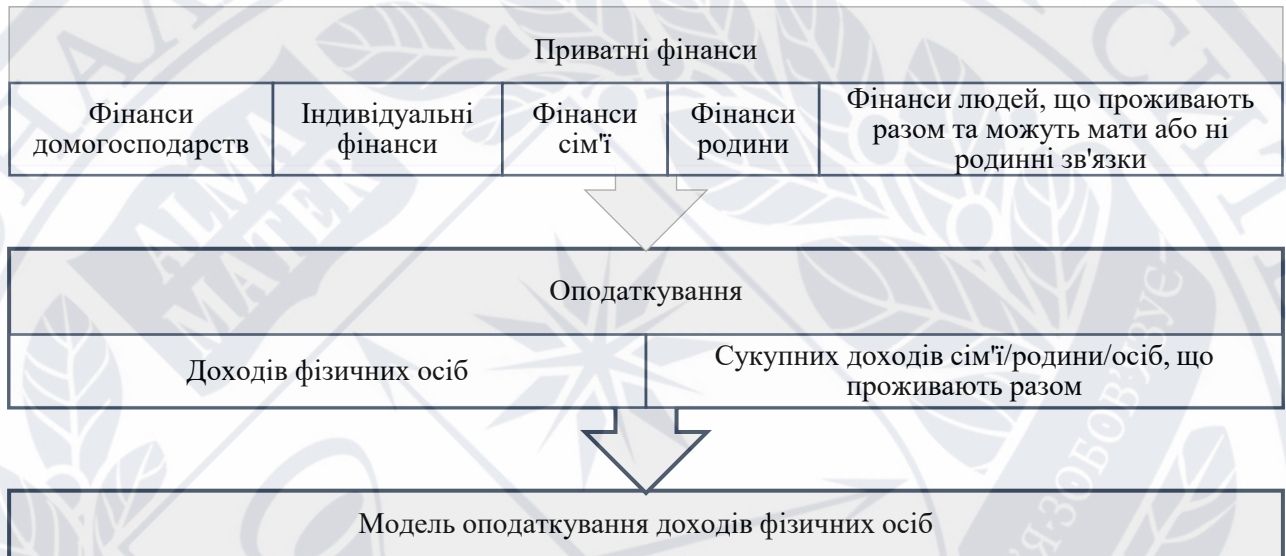 Приватні фінанси
Фінанси
домогосподарств
Індивідуальні
фінанси
Фінанси
сім'ї
Фінанси
родини
Фінанси людей, що проживають
разом та можуть мати або ні
родинні зв'язки
Оподаткування
Доходів фізичних осіб
Сукупних доходів сім'ї/родини/осіб, що
проживають разом
Модель оподаткування доходів фізичних осіб
ALMA
MATER